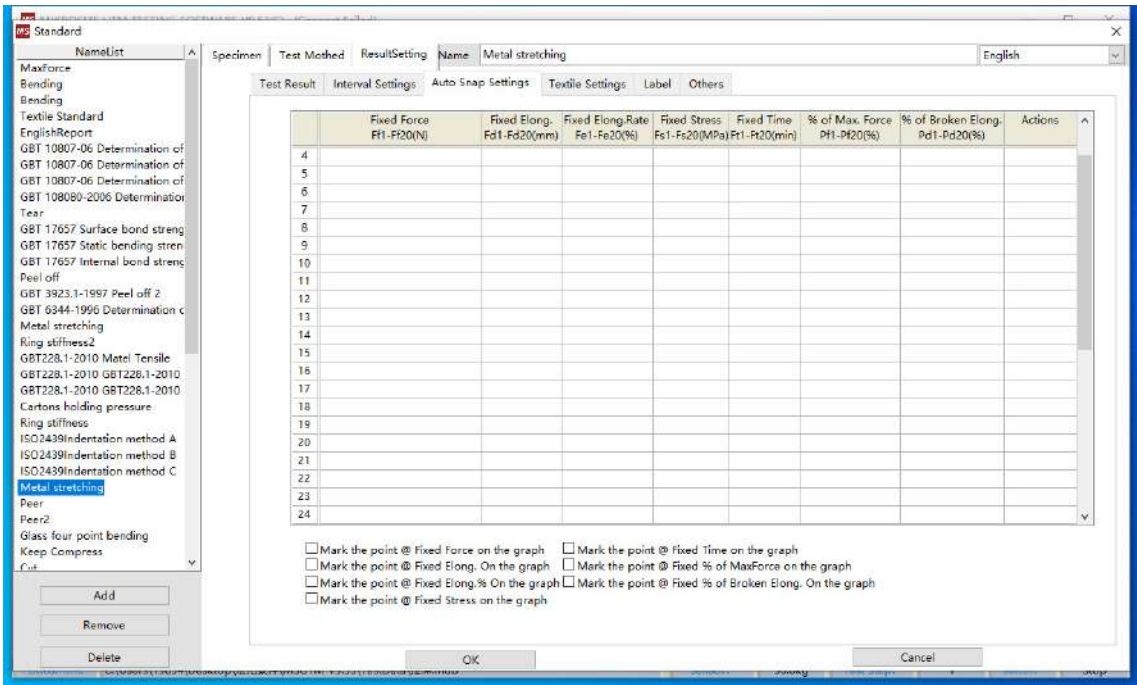 MS Standard
NameList
MaxForce
Bending
Bending
Textile Standard
EnglishReport
GBT 10807-06 Determination of
GBT 10807-06 Determination of
GBT 10807-06 Determination of
GBT 108080-2006 Determination
Tear
GBT 17657 Surface bond streng
GBT 17657 Static bending stren
GBT 17657 Internal bond streng
Peel off
GBT 3923.1-1997 Peel off 2
GBT 6344-1996 Determination c
Metal stretching
Ring stiffness2
GBT228.1-2010 Matel Tensile
GBT228.1-2010 GBT228.1-2010
GBT228.1-2010 GBT228.1-2010
Cartons holding pressure
Ring stiffness
ISO2439Indentation method A
ISO2439Indentation method B
ISO2439Indentation method C
Metal stretching
Peer
Peer2
Glass four point bending
Keep Compress
Cut
Add
Remove
Delete
Specimen Test Mothed ResultSetting Name Metal stretching English
Test Result Interval Settings Auto Snap Settings Textile Settings Label Others
Fixed Force Fixed Elong. Fixed Elong.Rate Fixed Stress Fixed Time % of Max. Force % of Broken Elong. Actions
Ff1-Ff20(N) Fd1-Fd20(mm) Fe1-Fe20(%) Fs1-Fs20(MPa) Ft1-Ft20(min) Pf1-Pf20(%) Pd1-Pd20(%)
4
5
6
7
8
9
10
11
12
13
14
15
16
17
18
19
20
21
22
23
24
Mark the point @ Fixed Force on the graph Mark the point @ Fixed Time on the graph
Mark the point @ Fixed Elong. On the graph Mark the point @ Fixed % of MaxForce on the graph
Mark the point @ Fixed Elong.% On the graph Mark the point @ Fixed % of Broken Elong. On the graph
Mark the point @ Fixed Stress on the graph
OK Cancel